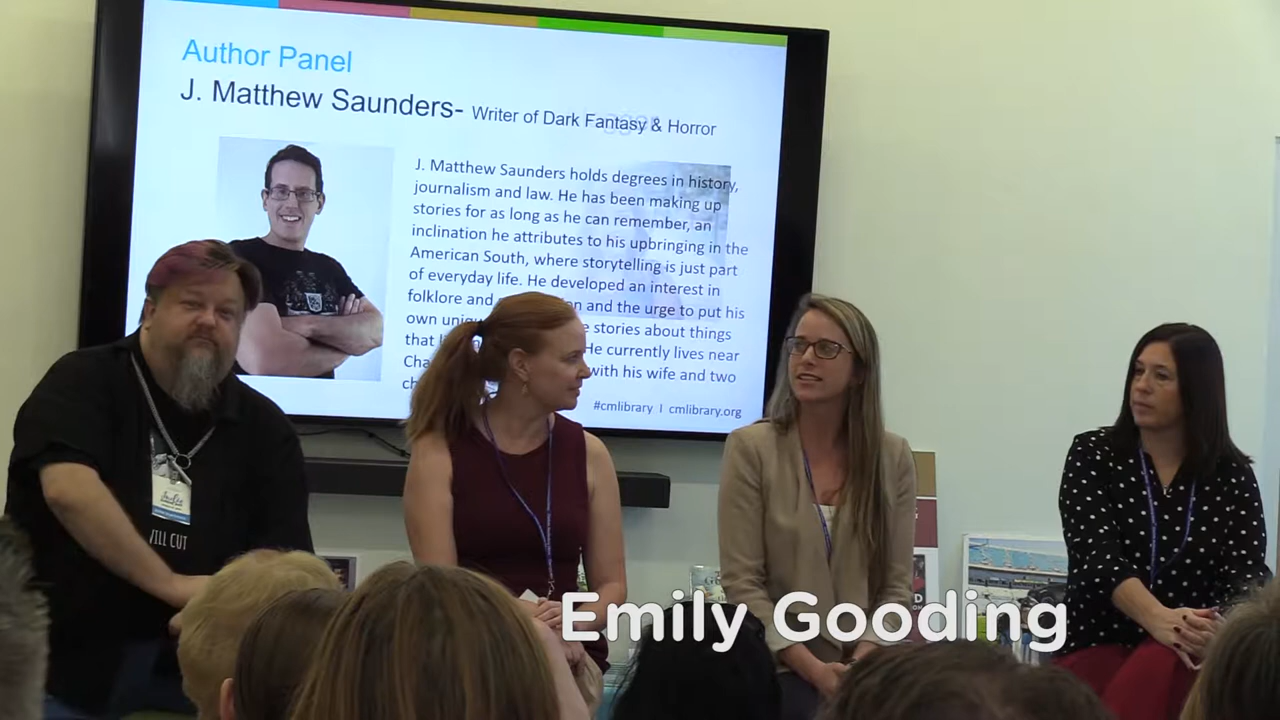 Author Panel
J. Matthew Saunders- Writer of Dark Fantasy & Horror
J. Matthew Saunders holds degrees in history,
journalism and law. He has been making up
stories for as long as he can remember, an
inclination he attributes to his upbringing in the
American South, where storytelling is just part
of everyday life. He developed an interest in
folklore and and the urge to put his
own stories about things
that He currently lives near
with his wife and two
#cmlibrary I cmlibrary.org
CUT
Emily Gooding